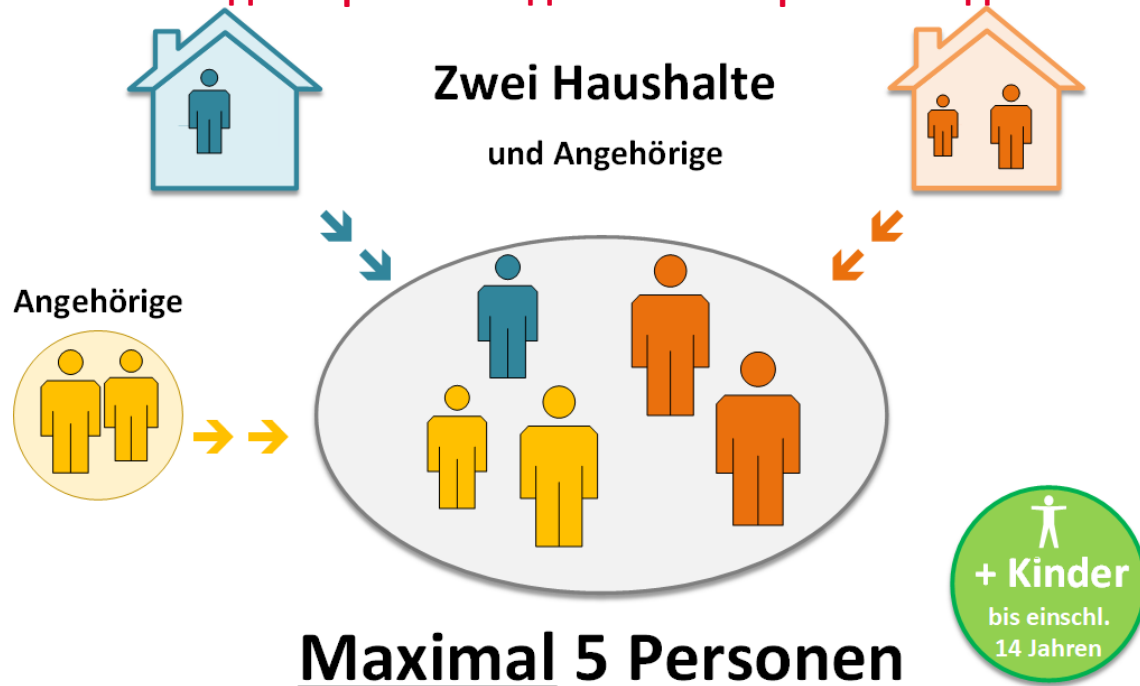 Zwei Haushalte
und Angehörige
Angehörige
+ Kinder
bis einschl.
14 Jahren
Maximal 5 Personen